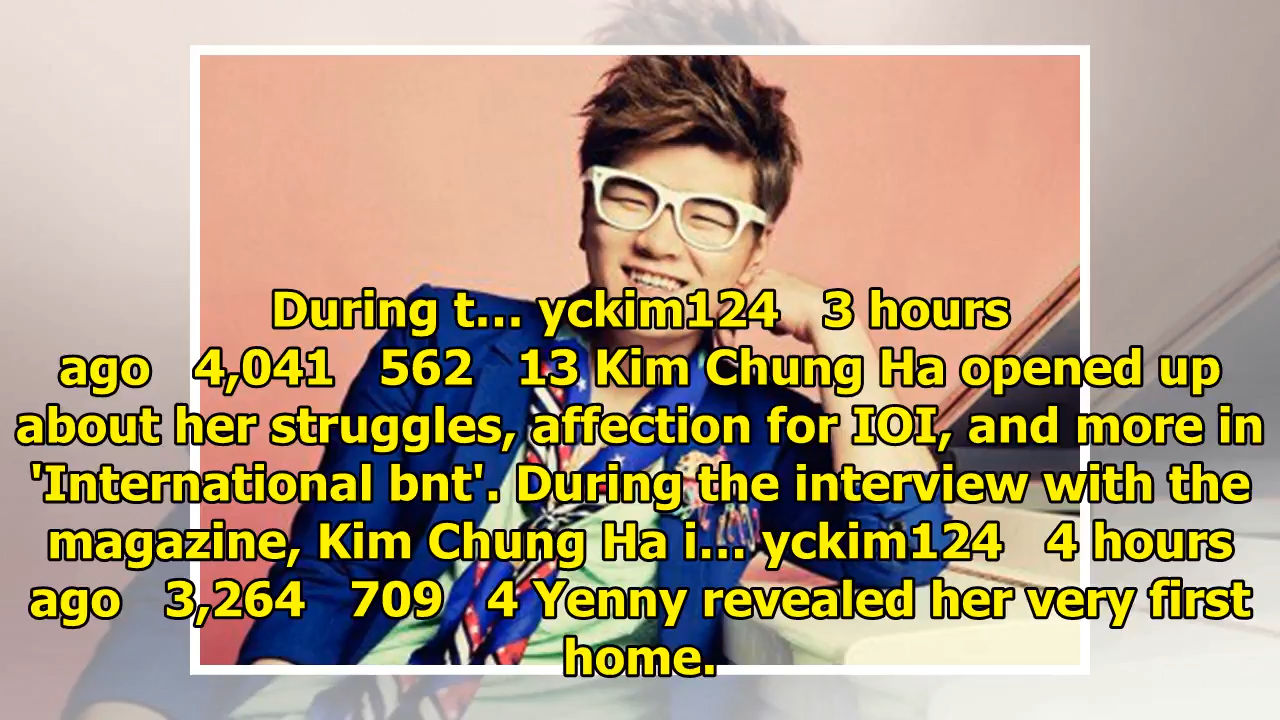 During t... yckim124 3 hours
ago 4,041 562 13 Kim Chung Ha opened up
about her struggles, affection for IOI, and more in
'International bnt'. During the interview with the
magazine, Kim Chung Ha i... yckim124 4 hours
ago 3,264 709 4 Yenny revealed her very first
home.